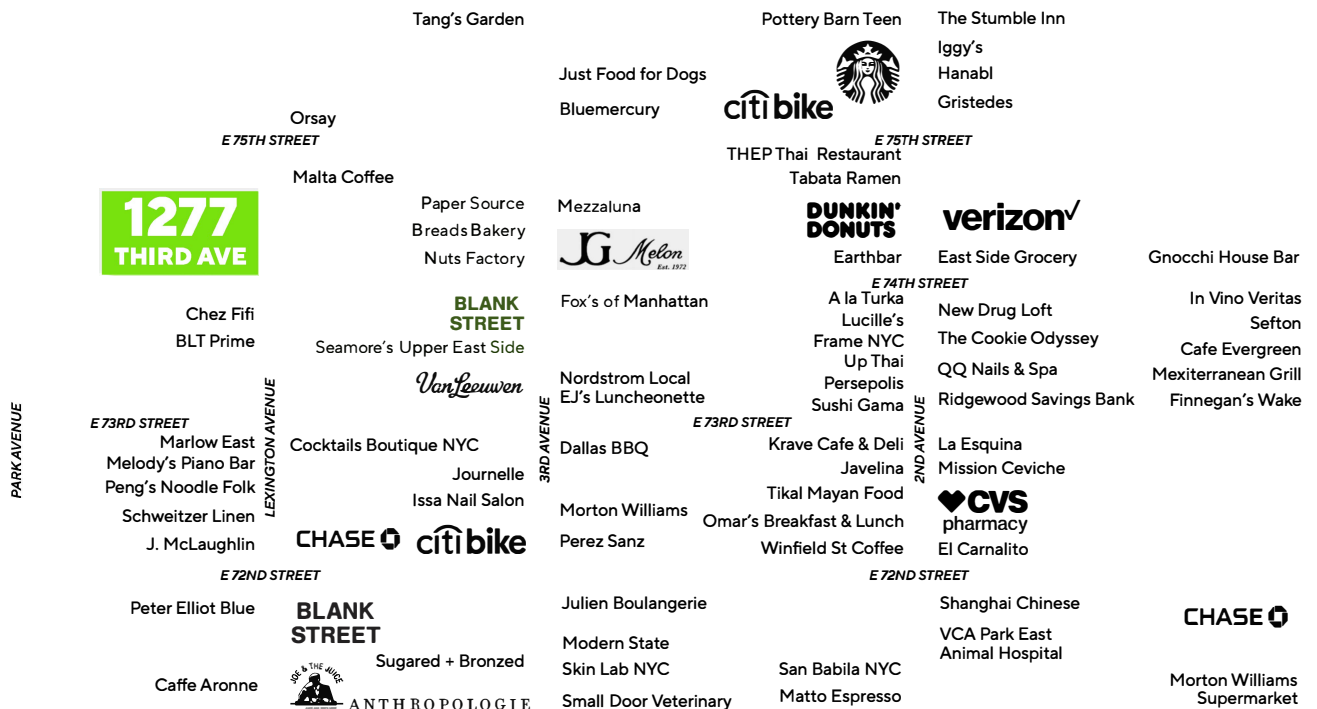 Tang's Garden
Pottery Barn Teen
The Stumble Inn
Iggy's
Just Food for Dogs
Hanabl
Bluemercury
citi bike
Gristedes
Orsay
E 75TH STREET
E 75TH STREET
THEP Thai Restaurant
Malta Coffee
Tabata Ramen
1277
THIRD AVE
Paper Source
Mezzaluna
DUNKIN'
DONUTS
verizon
Breads Bakery
JG Melon
Est. 1972
Nuts Factory
Earthbar
East Side Grocery
Gnocchi House Bar
E 74TH STREET
Chez Fifi
BLANK
STREET
Fox's of Manhattan
A la Turka
New Drug Loft
In Vino Veritas
Lucille's
Sefton
BLT Prime
Seamore's Upper East Side
Frame NYC
The Cookie Odyssey
Cafe Evergreen
Up Thai
QQ Nails & Spa
Mexiterranean Grill
Van Leeuwen
Nordstrom Local
EJ's Luncheonette
Persepolis
Sushi Gama
Ridgewood Savings Bank
Finnegan's Wake
PARK AVENUE
LEXINGTON AVENUE
3RD AVENUE
2ND AVENUE
E 73RD STREET
E 73RD STREET
Marlow East
Cocktails Boutique NYC
Dallas BBQ
Krave Cafe & Deli
La Esquina
Melody's Piano Bar
Journelle
Javelina
Mission Ceviche
Peng's Noodle Folk
Issa Nail Salon
Tikal Mayan Food
CVS
pharmacy
Schweitzer Linen
Morton Williams
Omar's Breakfast & Lunch
J. McLaughlin
CHASE
citi bike
Perez Sanz
Winfield St Coffee
El Carnalito
E 72ND STREET
E 72ND STREET
Peter Elliot Blue
BLANK
STREET
Julien Boulangerie
Shanghai Chinese
CHASE
Modern State
VCA Park East
Animal Hospital
Sugared + Bronzed
Skin Lab NYC
San Babila NYC
Caffe Aronne
JOE & THE JUICE
ANTHROPOLOGIE
Small Door Veterinary
Matto Espresso
Morton Williams
Supermarket